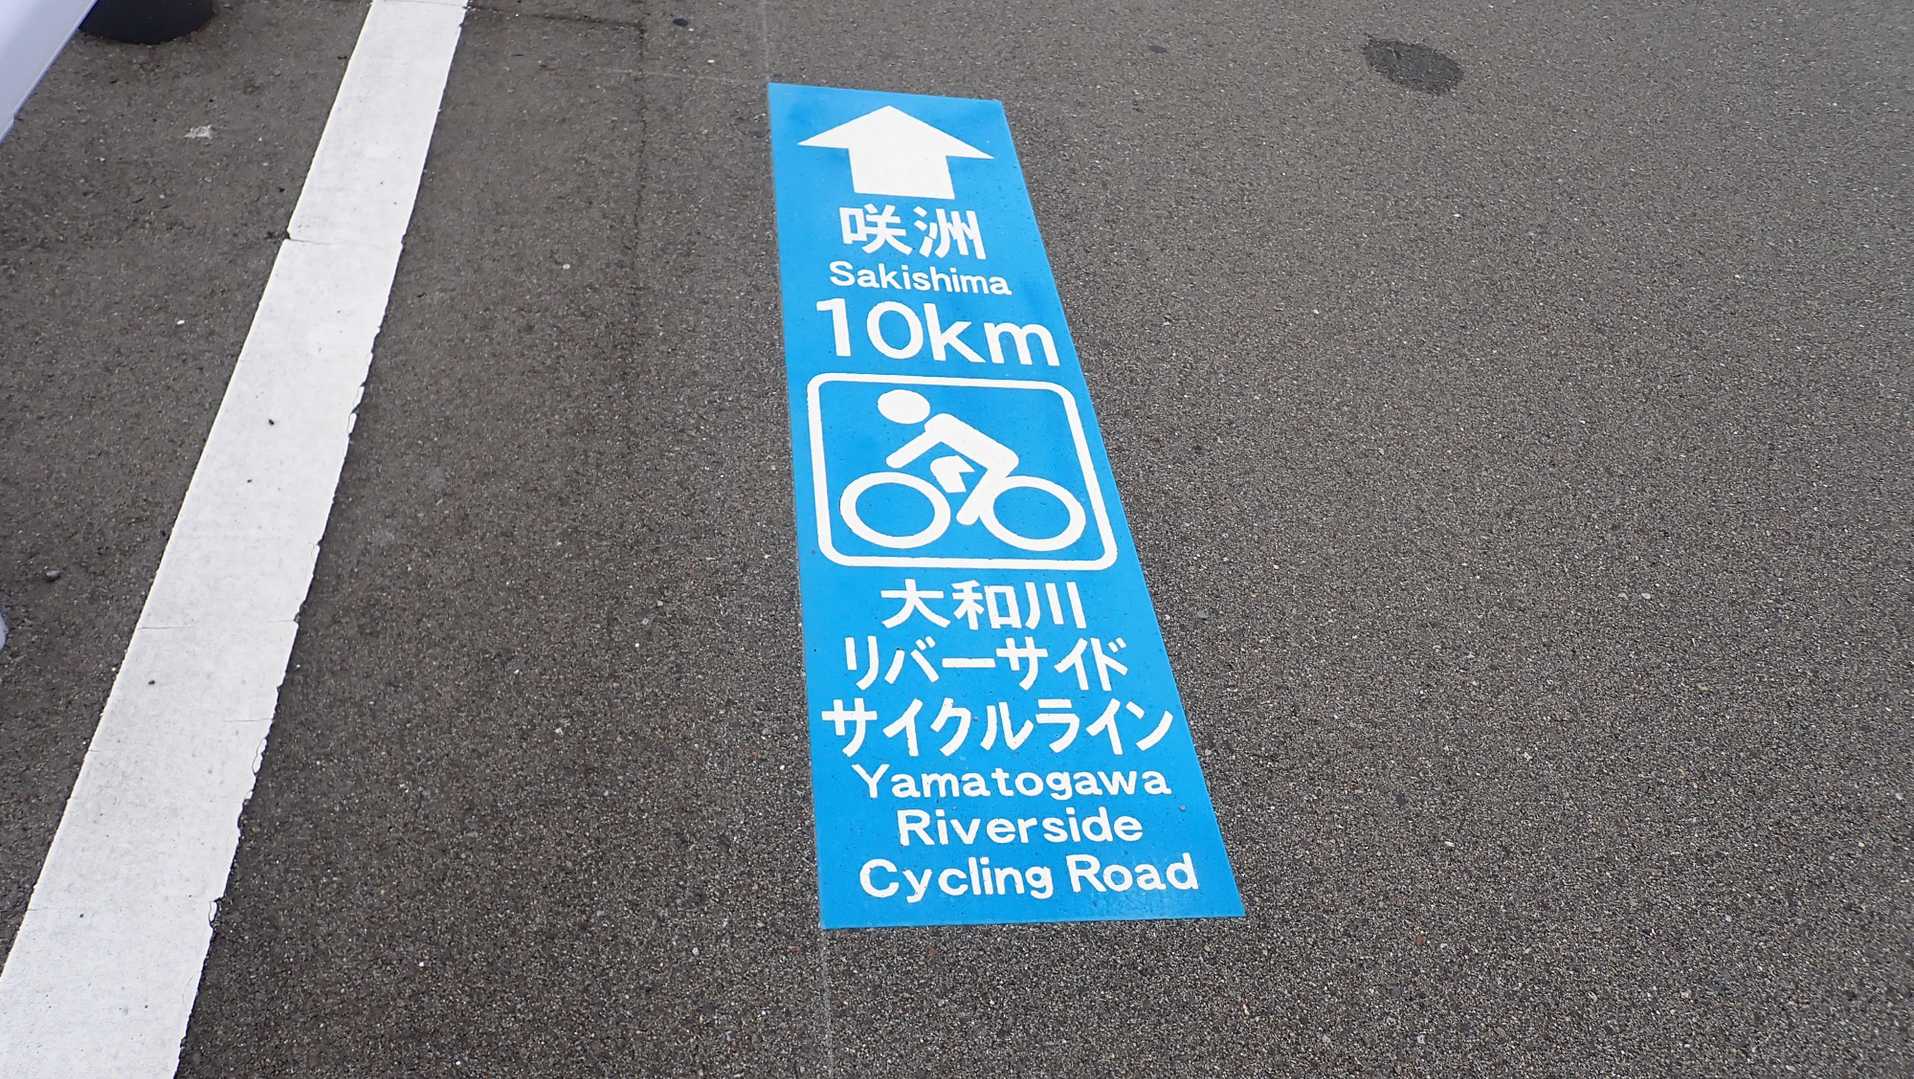 咲洲
Sakishima
10km
大和川
リバーサイド
サイクルライン
Yamatogawa
Riverside
Cycling Road